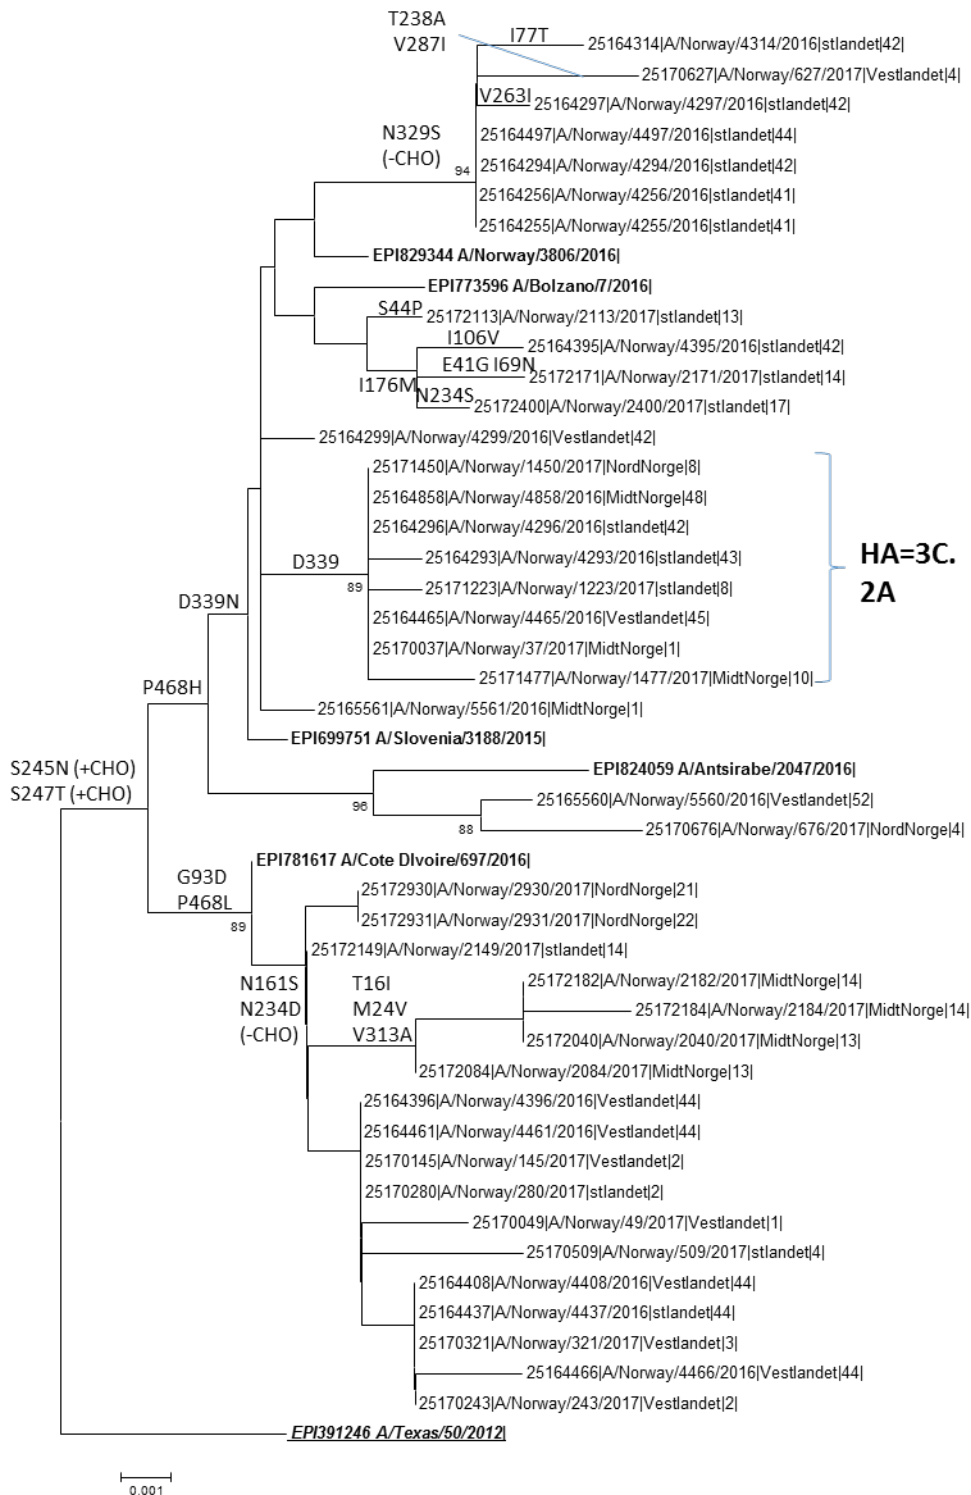 T238A
V287I
I77T
25164314|A/Norway/4314/2016|stlandet|42|
25170627|A/Norway/627/2017|Vestlandet|4|
V263I
25164297|A/Norway/4297/2016|stlandet|42|
N329S
(-CHO)
25164497|A/Norway/4497/2016|stlandet|44|
25164294|A/Norway/4294/2016|stlandet|42|
94
25164256|A/Norway/4256/2016|stlandet|41|
25164255|A/Norway/4255/2016|stlandet|41|
EPI829344 A/Norway/3806/2016|
EPI773596 A/Bolzano/7/2016|
S44P
25172113|A/Norway/2113/2017|stlandet|13|
I106V
25164395|A/Norway/4395/2016|stlandet|42|
E41G I69N
25172171|A/Norway/2171/2017|stlandet|14|
I176M
N234S
25172400|A/Norway/2400/2017|stlandet|17|
25164299|A/Norway/4299/2016|Vestlandet|42|
25171450|A/Norway/1450/2017|NordNorge|8|
25164858|A/Norway/4858/2016|MidtNorge|48|
25164296|A/Norway/4296/2016|stlandet|42|
D339
25164293|A/Norway/4293/2016|stlandet|43|
HA=3C.
2A
89
25171223|A/Norway/1223/2017|stlandet|8|
D339N
25164465|A/Norway/4465/2016|Vestlandet|45|
25170037|A/Norway/37/2017|MidtNorge|1|
25171477|A/Norway/1477/2017|MidtNorge|10|
P468H
25165561|A/Norway/5561/2016|MidtNorge|1|
EPI699751 A/Slovenia/3188/2015|
S245N (+CHO)
S247T (+CHO)
EPI824059 A/Antsirabe/2047/2016|
96
25165560|A/Norway/5560/2016|Vestlandet|52|
88
25170676|A/Norway/676/2017|NordNorge|4|
EPI781617 A/Cote DIvoire/697/2016|
G93D
P468L
89
25172930|A/Norway/2930/2017|NordNorge|21|
25172931|A/Norway/2931/2017|NordNorge|22|
25172149|A/Norway/2149/2017|stlandet|14|
N161S
N234D
(-CHO)
T16I
M24V
V313A
25172182|A/Norway/2182/2017|MidtNorge|14|
25172184|A/Norway/2184/2017|MidtNorge|14|
25172040|A/Norway/2040/2017|MidtNorge|13|
25172084|A/Norway/2084/2017|MidtNorge|13|
25164396|A/Norway/4396/2016|Vestlandet|44|
25164461|A/Norway/4461/2016|Vestlandet|44|
25170145|A/Norway/145/2017|Vestlandet|2|
25170280|A/Norway/280/2017|stlandet|2|
25170049|A/Norway/49/2017|Vestlandet|1|
25170509|A/Norway/509/2017|stlandet|4|
25164408|A/Norway/4408/2016|Vestlandet|44|
25164437|A/Norway/4437/2016|stlandet|44|
25170321|A/Norway/321/2017|Vestlandet|3|
25164466|A/Norway/4466/2016|Vestlandet|44|
25170243|A/Norway/243/2017|Vestlandet|2|
EPI391246 A/Texas/50/2012|
0.001